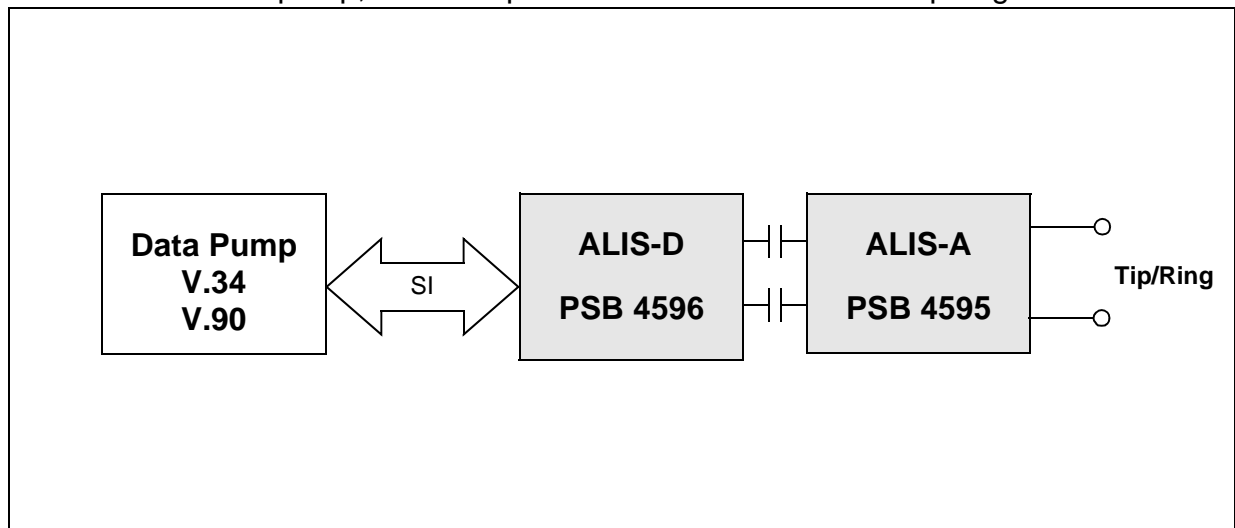 Data Pump
V.34
V.90
SI
ALIS-D
PSB 4596
ALIS-A
PSB 4595
Tip/Ring